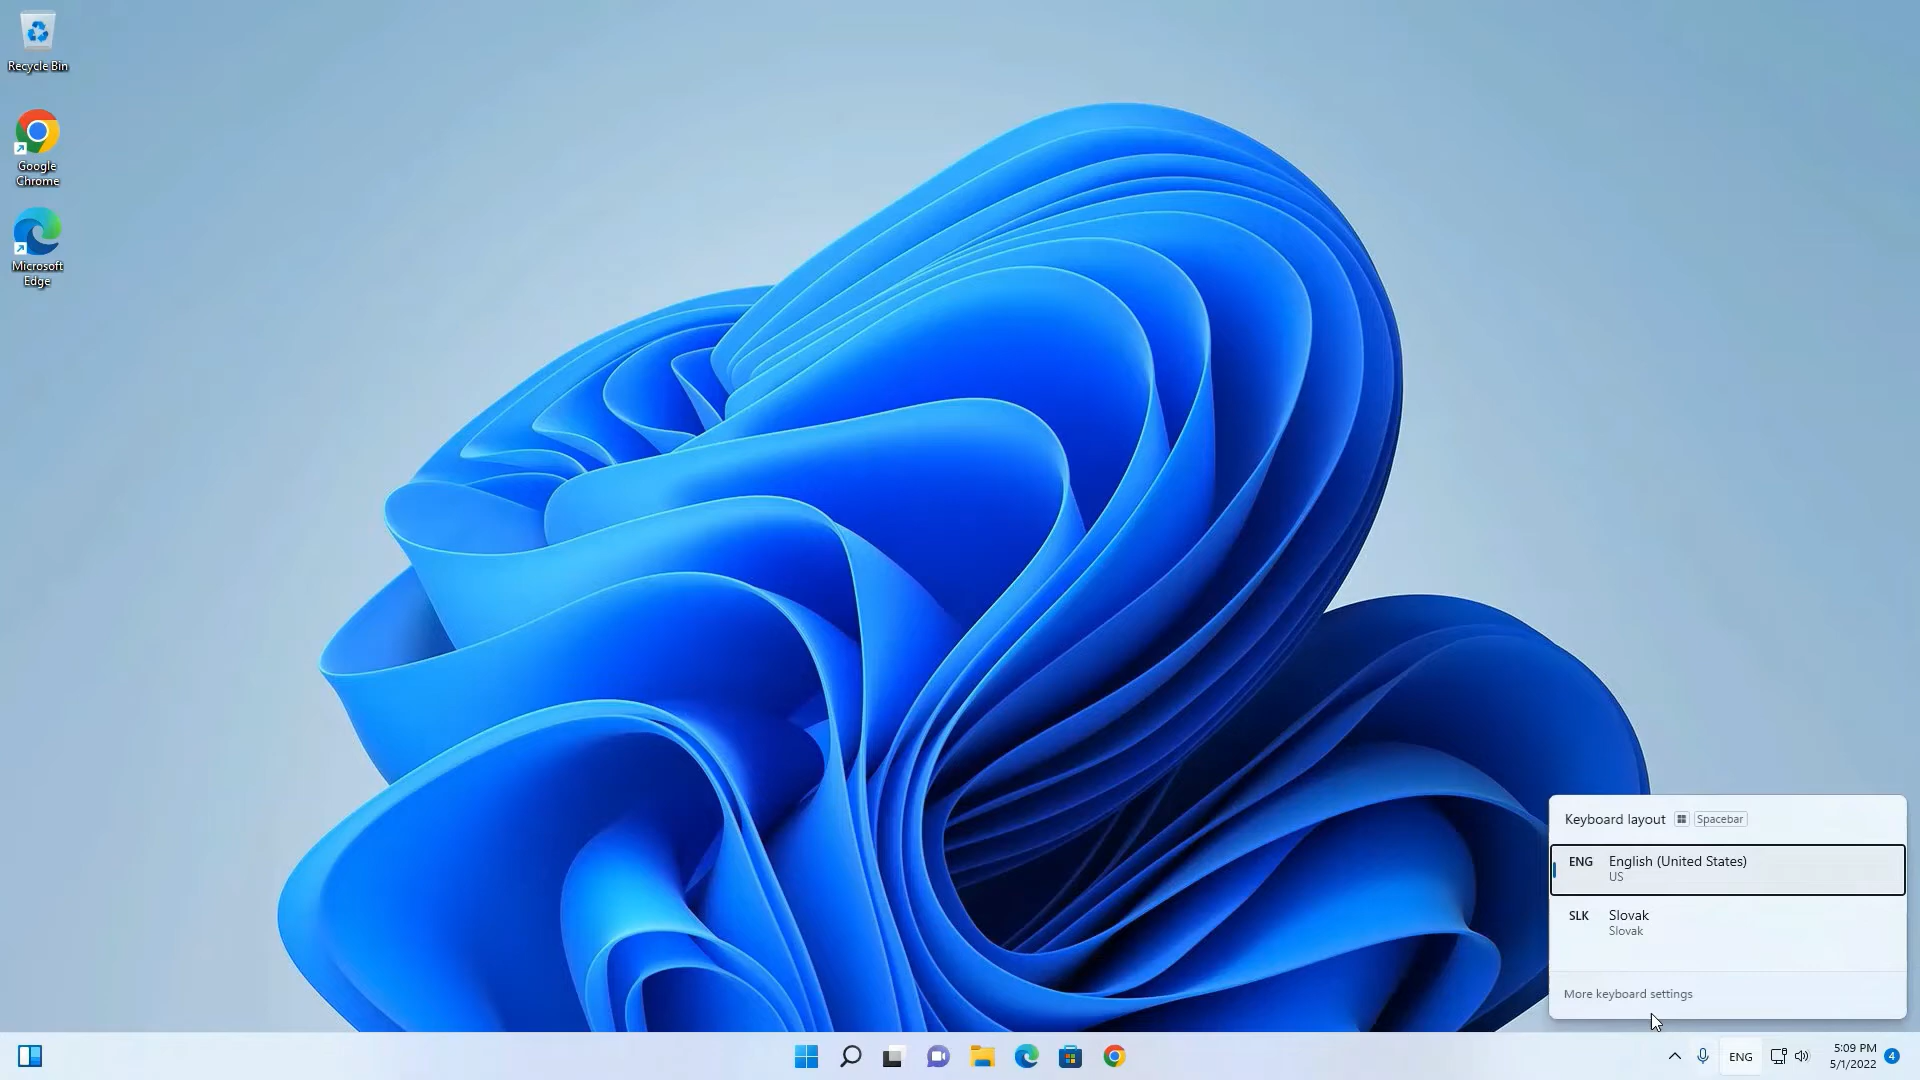 Recycle Bin
Google
Chrome
Microsoft
Edge
Keyboard layout Spacebar
ENG English (United States)
US
SLK Slovak
Slovak
More keyboard settings
ENG
5:09 PM
5/1/2022
4